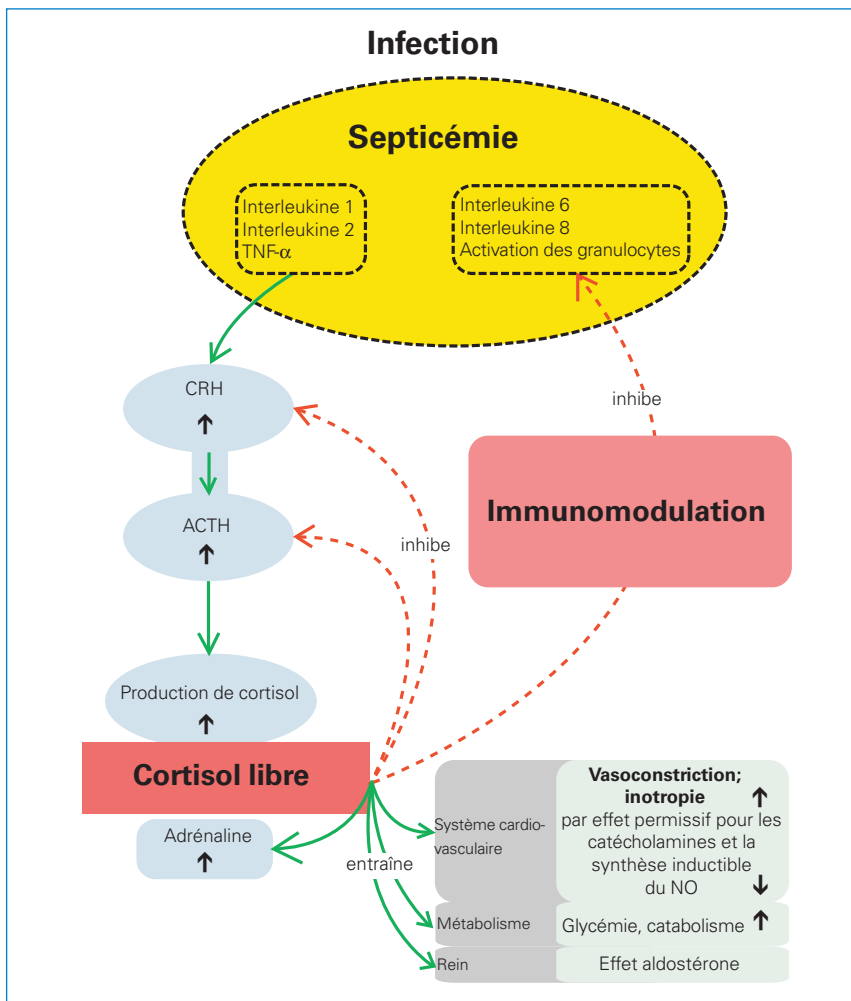 Infection
Septicémie
Interleukine 1
Interleukine 2
TNF-α
Interleukine 6
Interleukine 8
Activation des granulocytes
CRH
inhibe
Immunomodulation
ACTH
inhibe
Production de cortisol
Cortisol libre
Adrénaline
entraîne
Système cardio-
vasculaire
Vasoconstriction;
inotropie
par effet permissif pour les
catécholamines et la
synthèse inductible
du NO
Métabolisme
Glycémie, catabolisme
Rein
Effet aldostérone